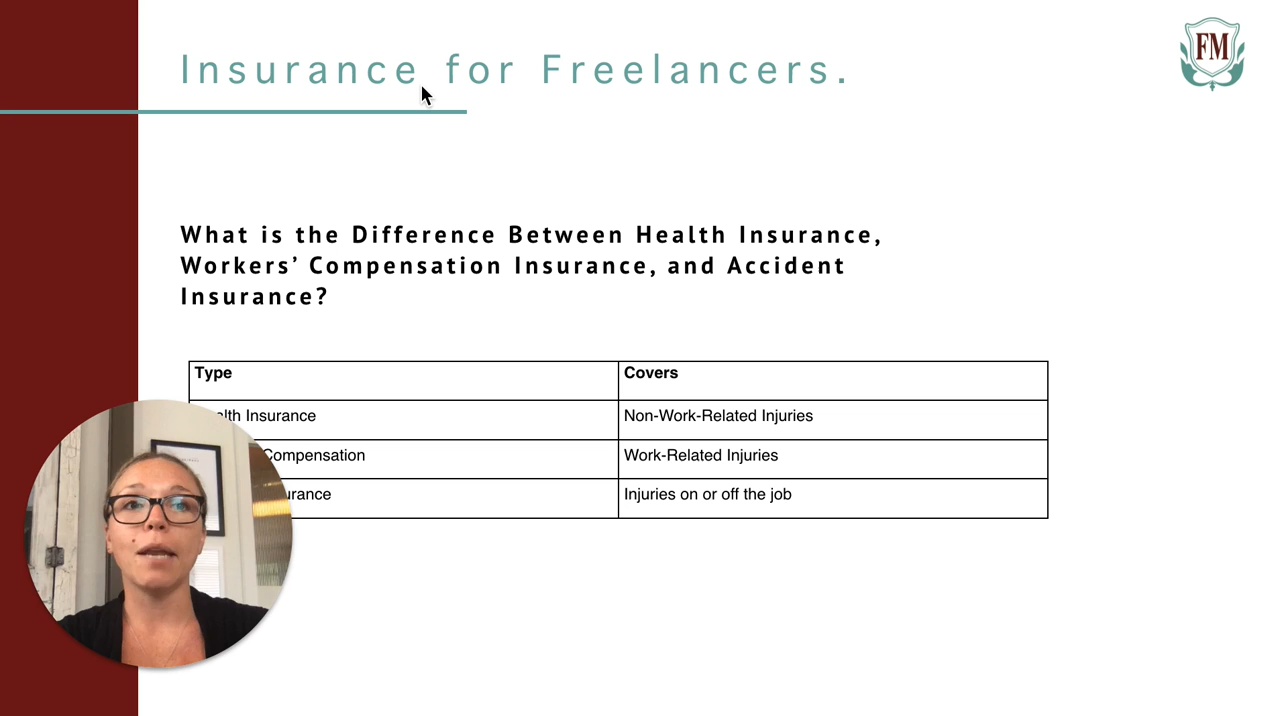 Insurance for Freelancers.
FM
What is the Difference Between Health Insurance,
Workers’ Compensation Insurance, and Accident
Insurance?
Type Covers
Insurance Non-Work-Related Injuries
Compensation Work-Related Injuries
Injuries on or off the job